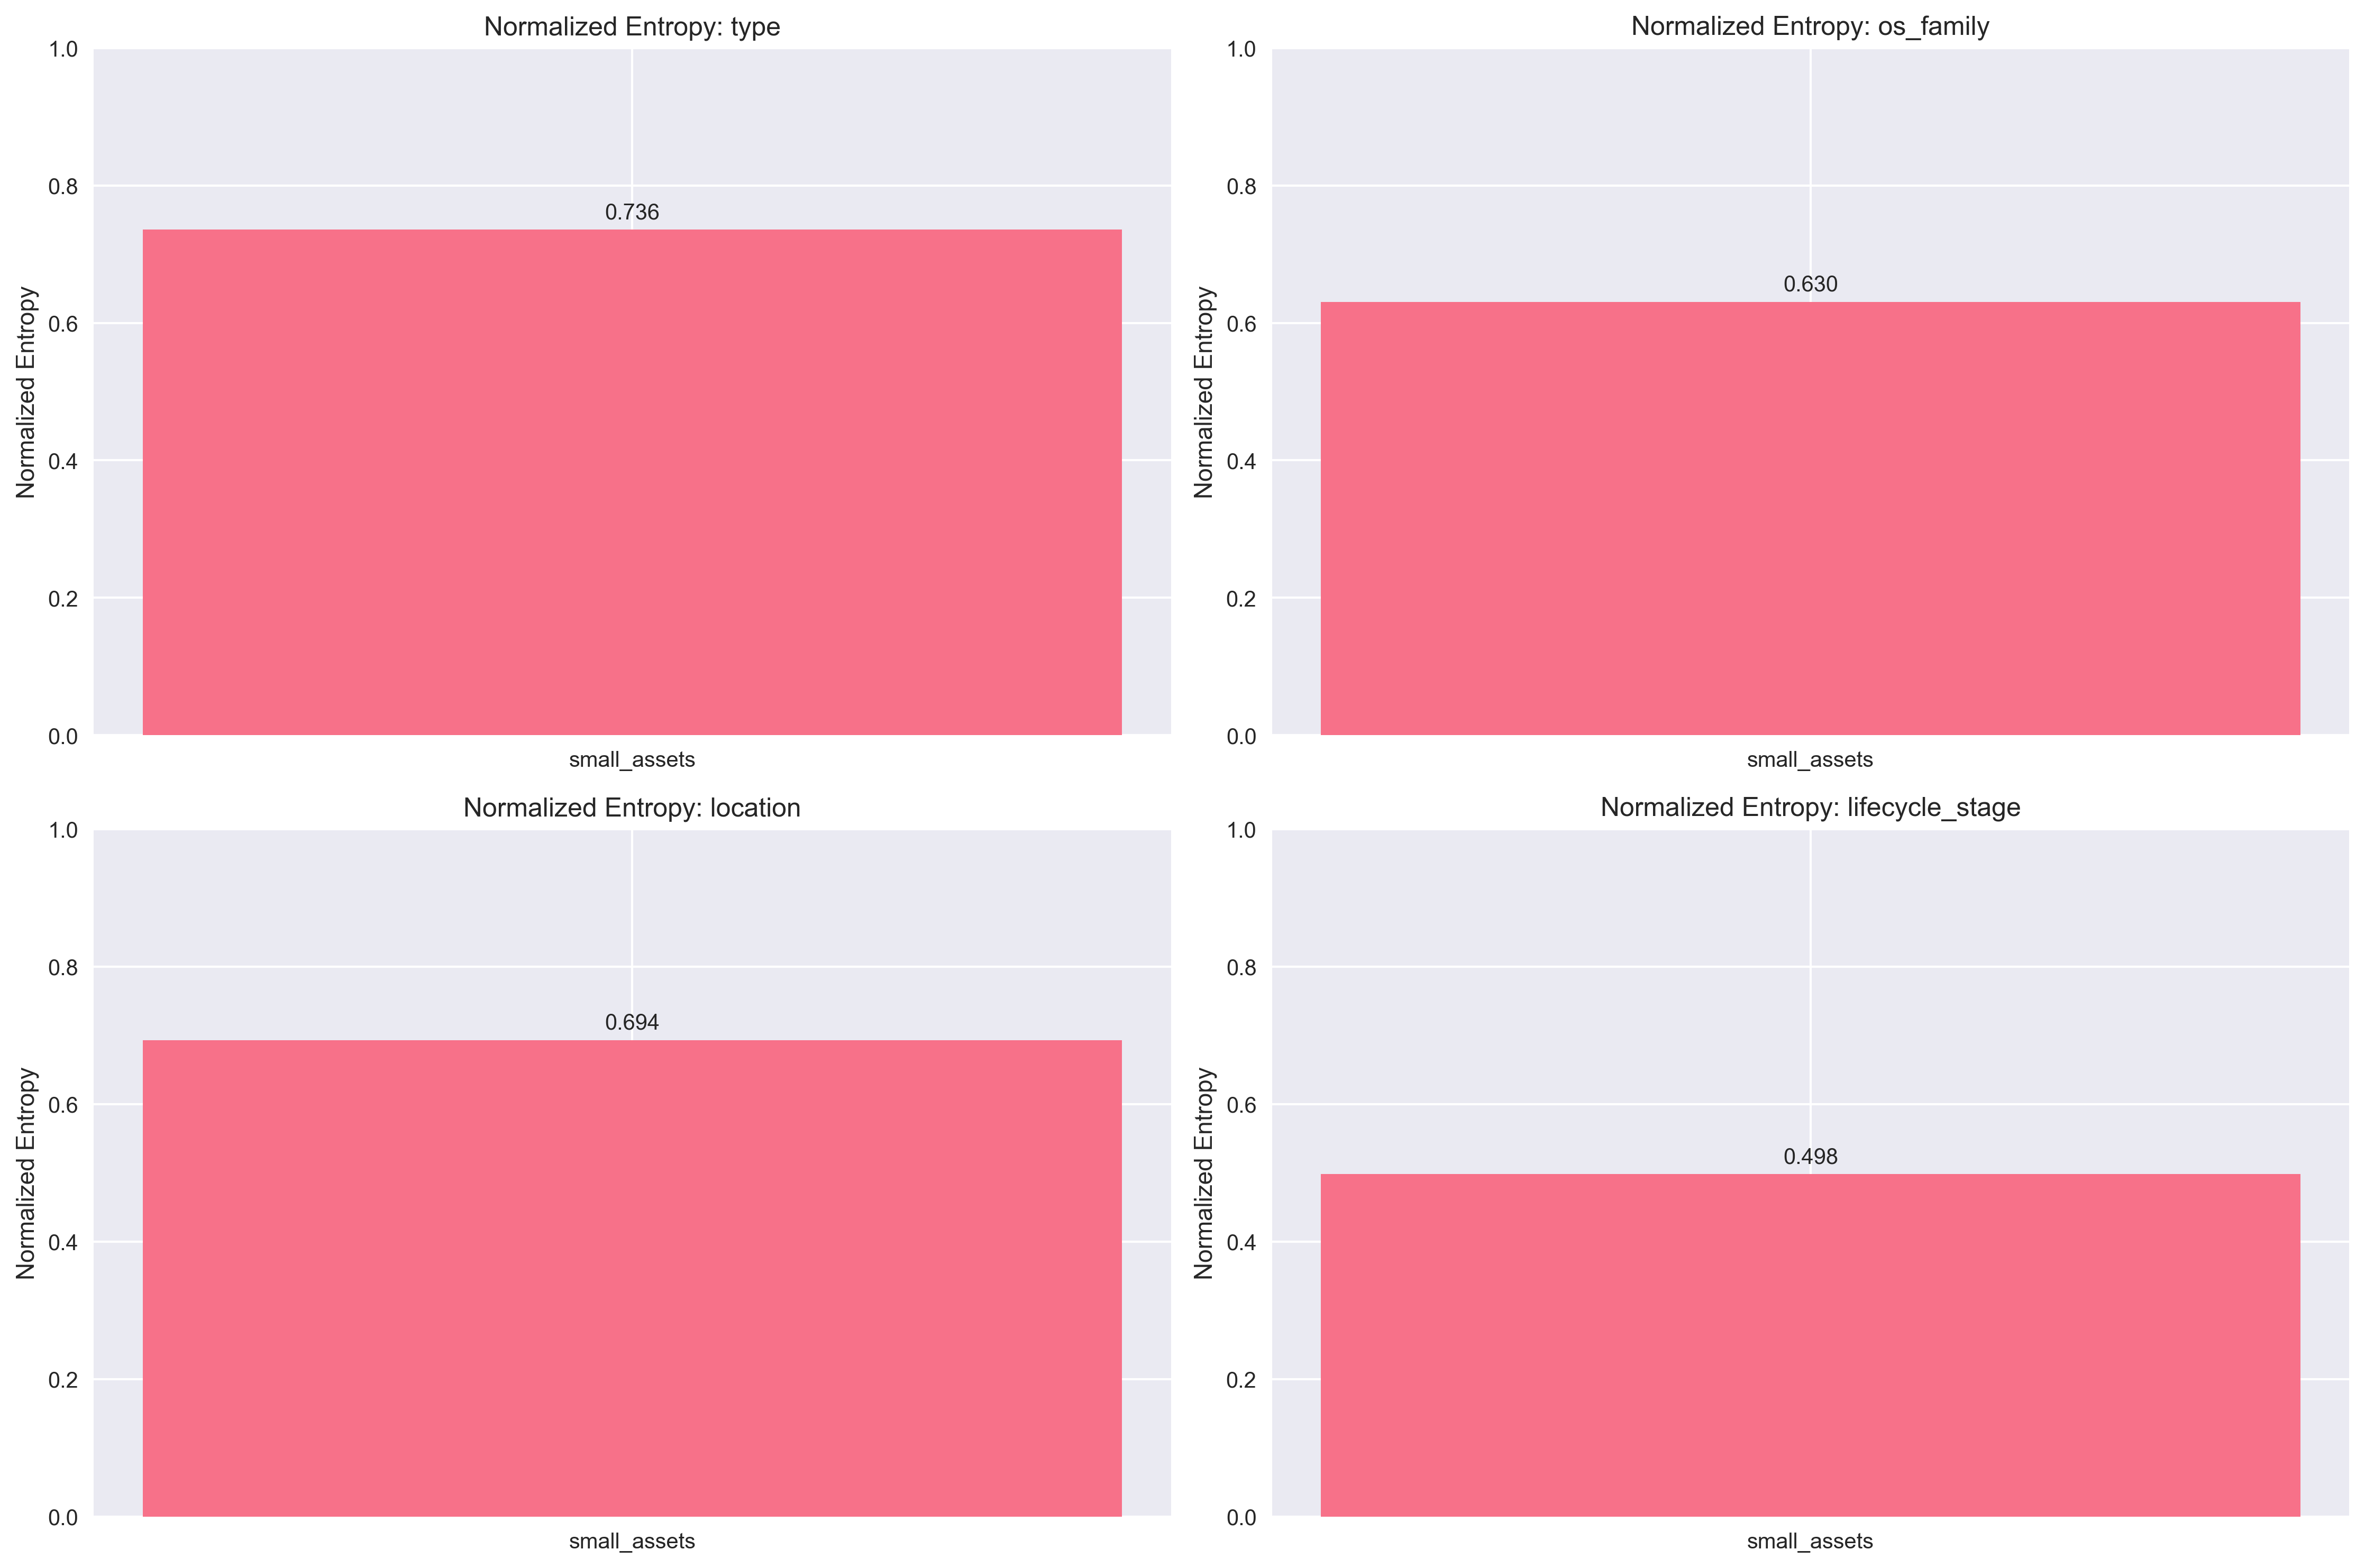 Normalized Entropy: type
1.0
0.8
0.6
0.4
0.2
0.0
Normalized Entropy
0.736
small_assets
Normalized Entropy: os_family
1.0
0.8
0.6
0.4
0.2
0.0
Normalized Entropy
0.630
small_assets
Normalized Entropy: location
1.0
0.8
0.6
0.4
0.2
0.0
Normalized Entropy
0.694
small_assets
Normalized Entropy: lifecycle_stage
1.0
0.8
0.6
0.4
0.2
0.0
Normalized Entropy
0.498
small_assets